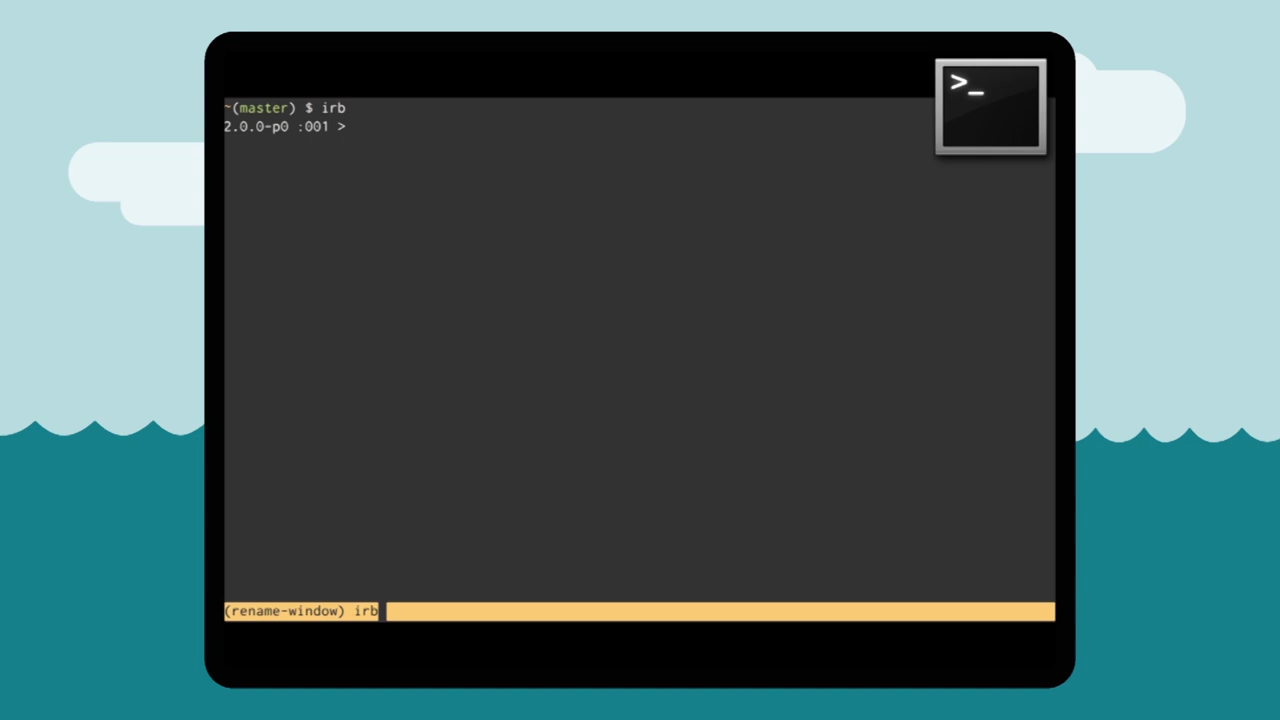 ~(master) $ irb
2.0.0-p0 :001 >
>_
(rename-window) irb